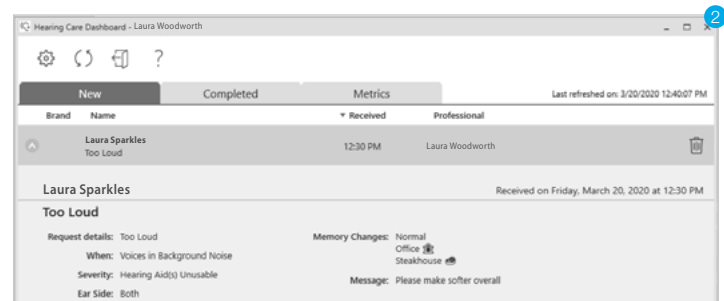 Hearing Care Dashboard - Laura Woodworth
2
?
New Completed Metrics Last refreshed on: 3/20/2020 12:40:07 PM
Brand Name Received Professional
Laura Sparkles 12:30 PM Laura Woodworth
Too Loud
Laura Sparkles Received on Friday, March 20, 2020 at 12:30 PM
Too Loud
Request details: Too Loud Memory Changes: Normal
Office
When: Voices in Background Noise
Steakhouse
Severity: Hearing Aid(s) Unusable Message: Please make softer overall
Ear Side: Both